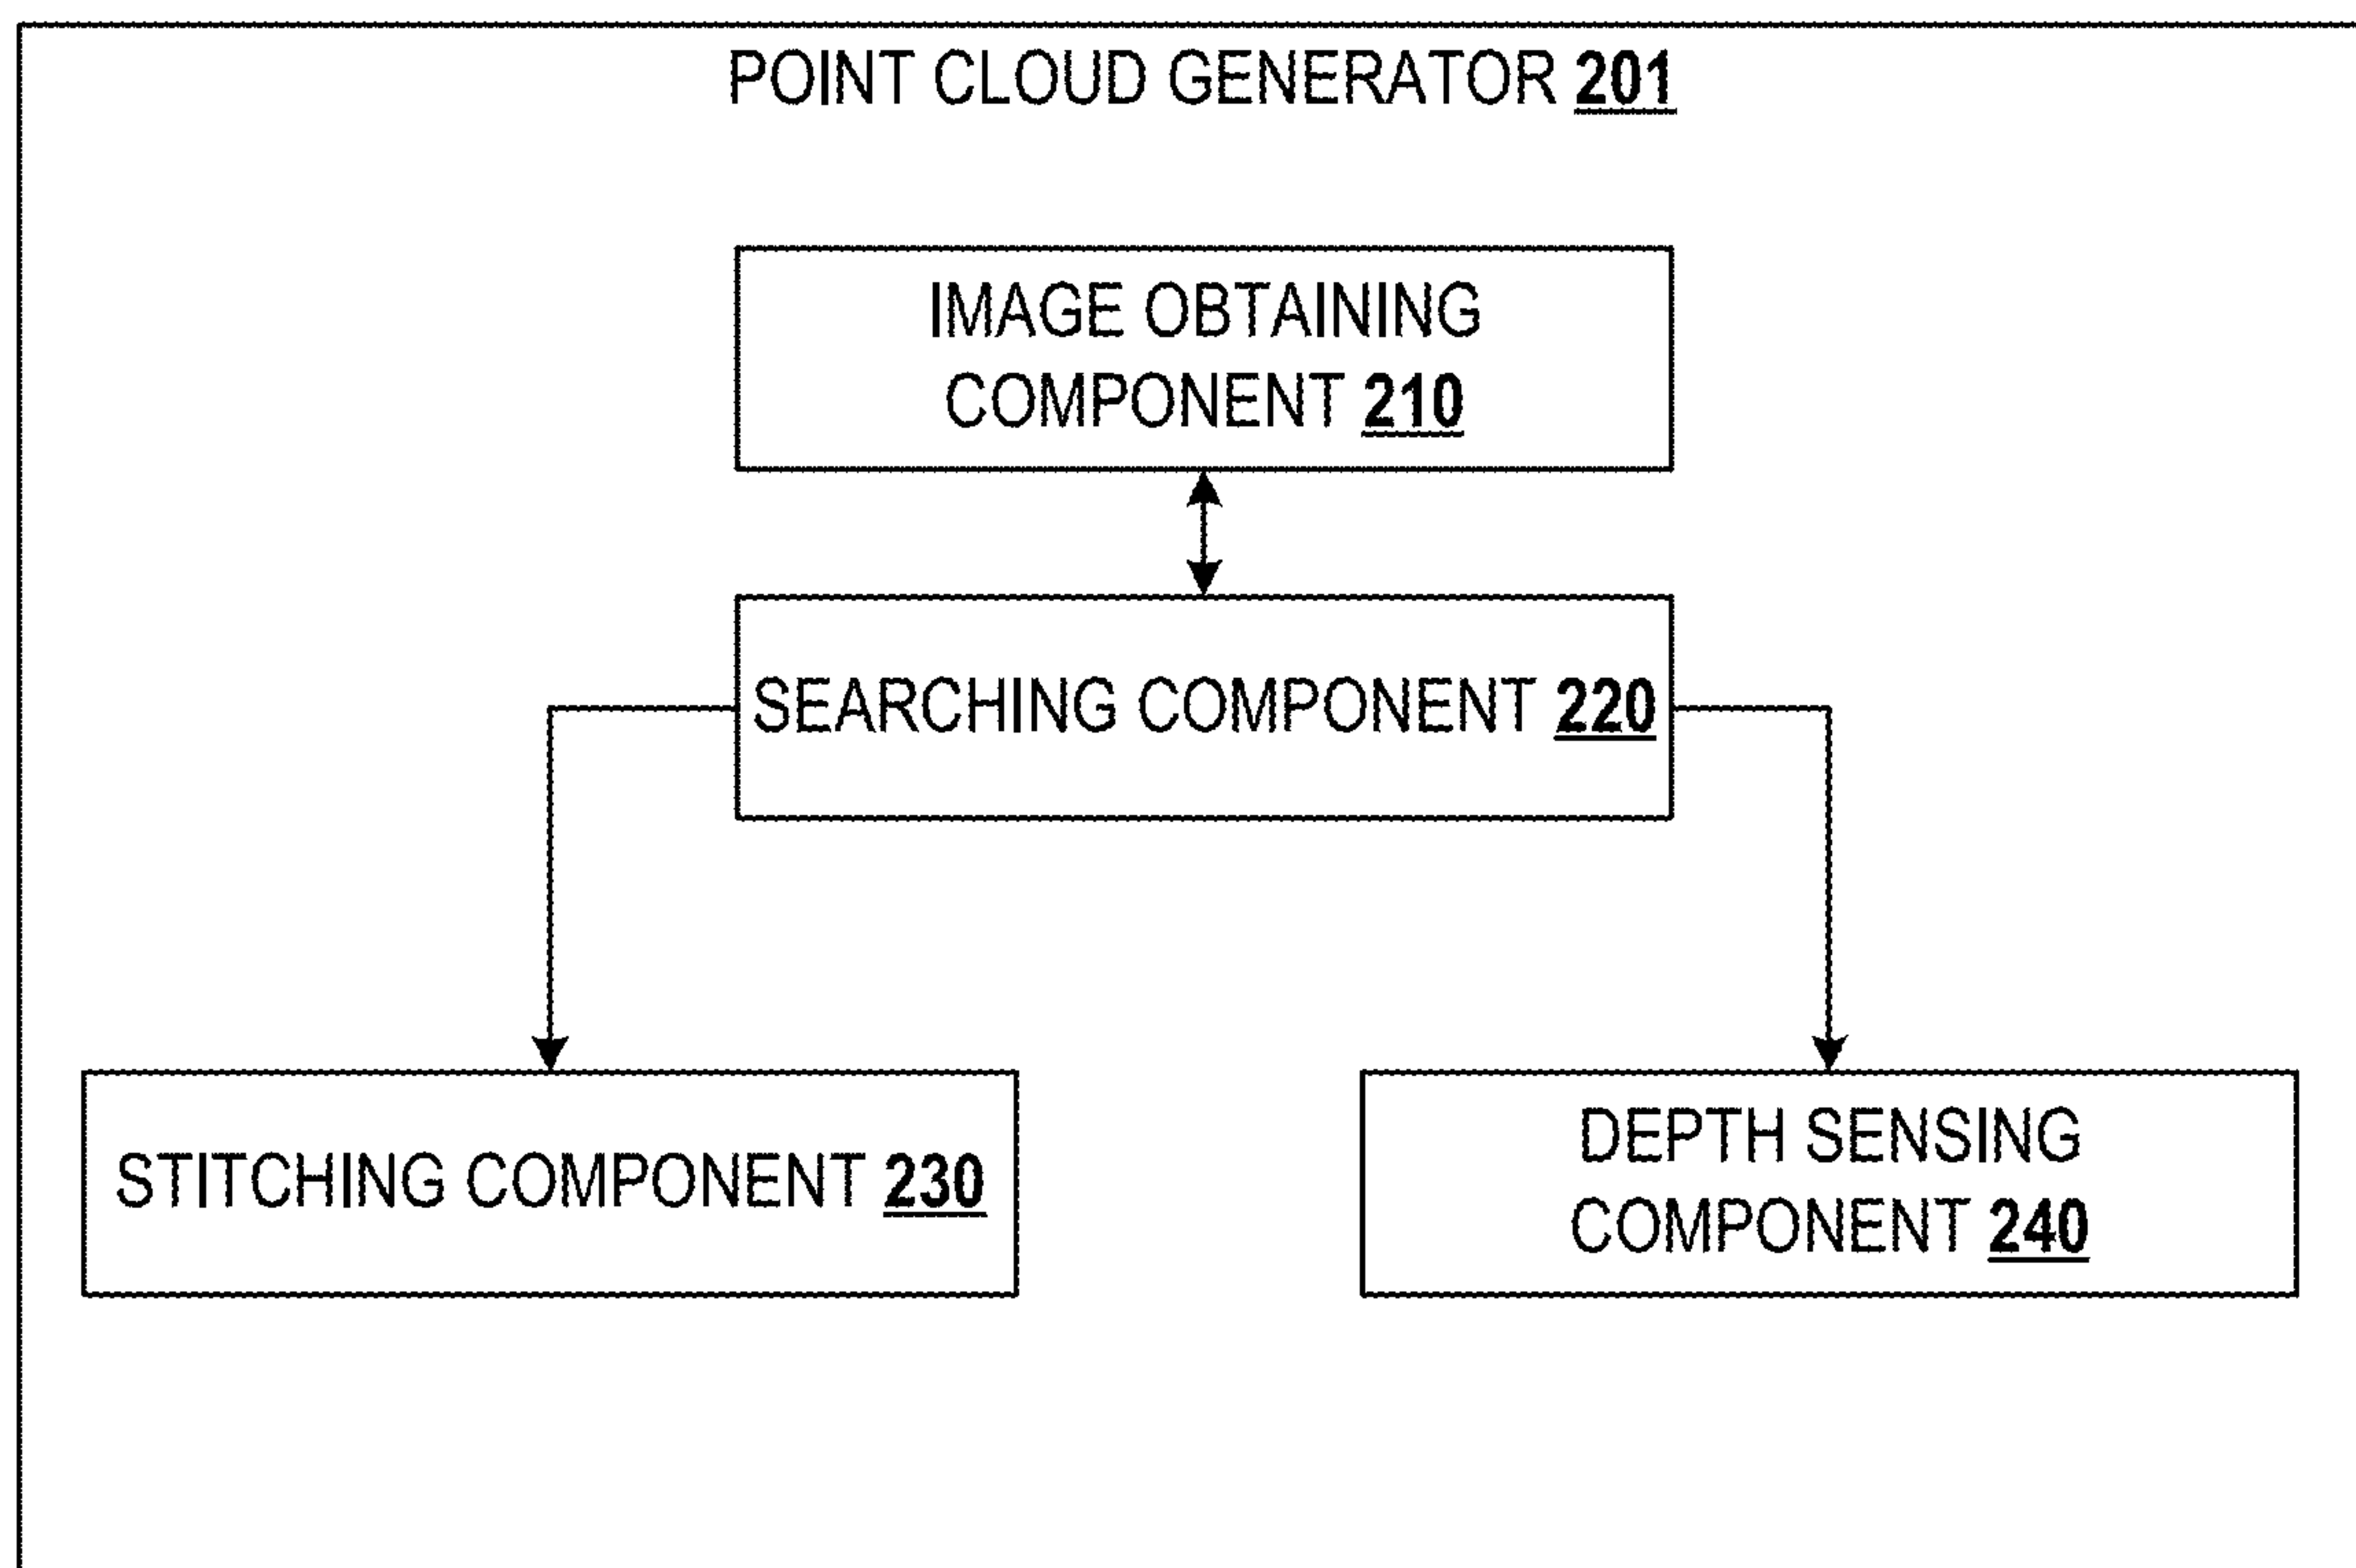 POINT CLOUD GENERATOR 201
IMAGE OBTAINING
COMPONENT 210
SEARCHING COMPONENT 220
STITCHING COMPONENT 230
DEPTH SENSING
COMPONENT 240